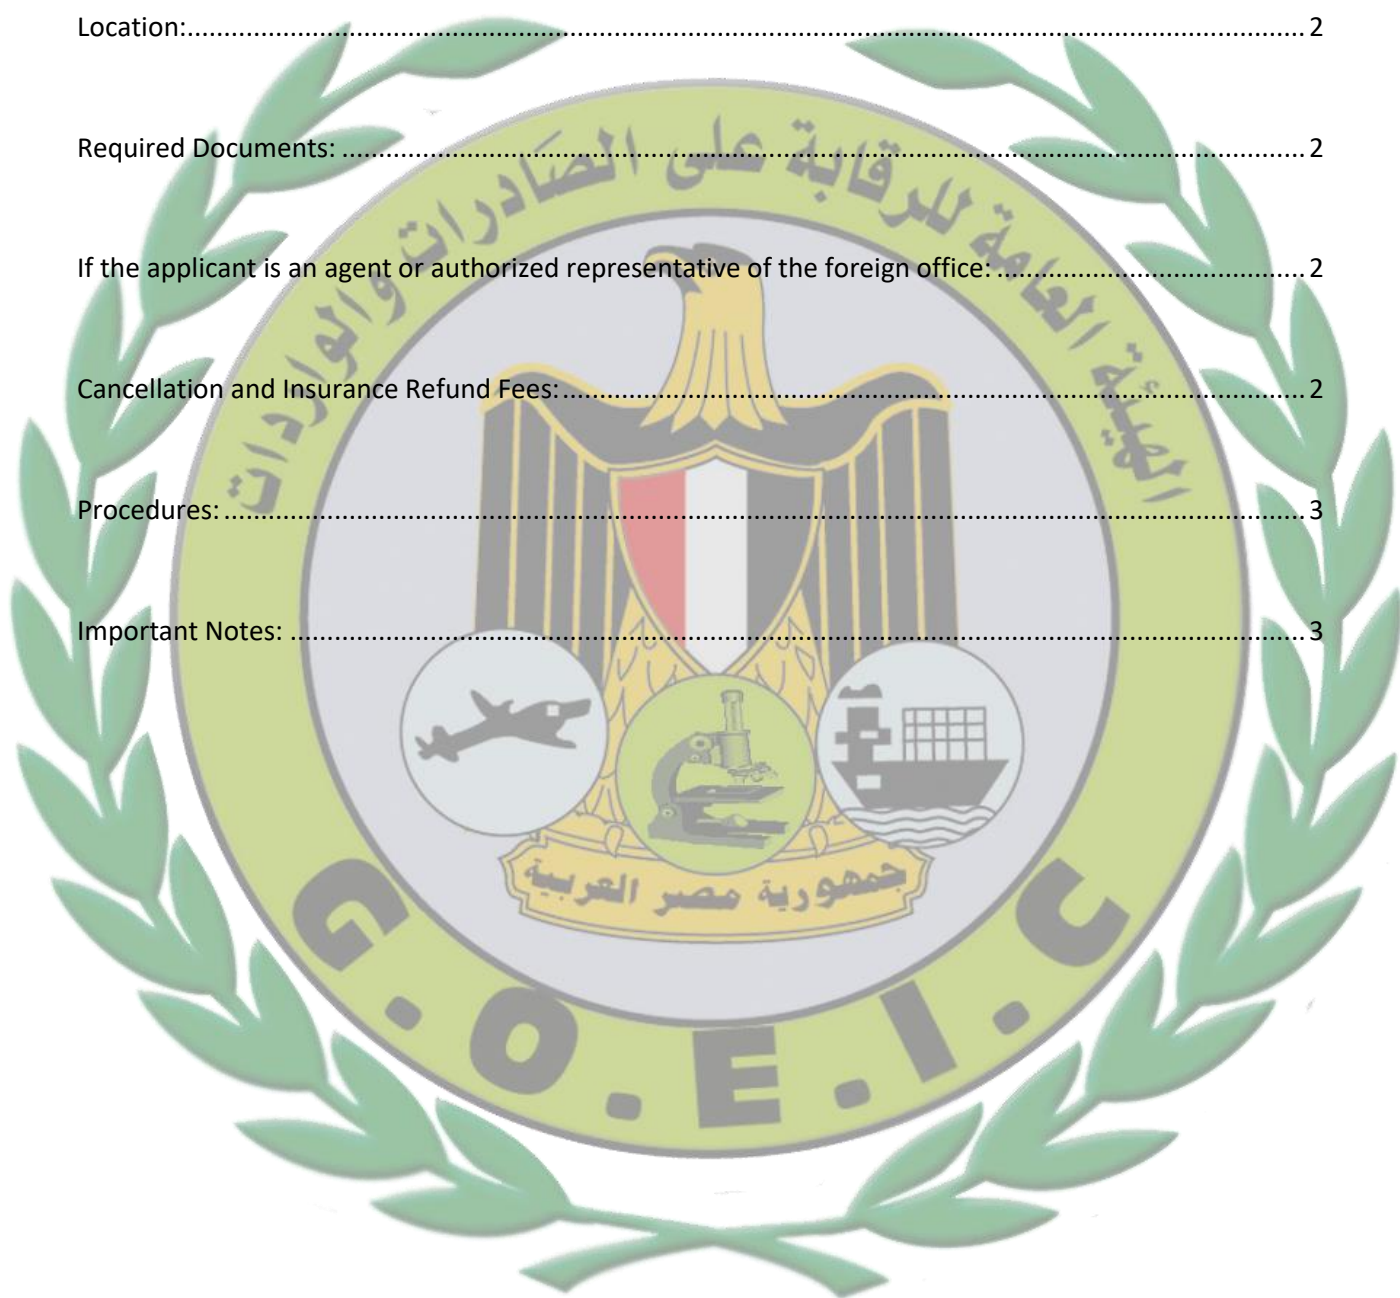 Location: 2
Required Documents: 2
If the applicant is an agent or authorized representative of the foreign office: 2
Cancellation and Insurance Refund Fees: 2
Procedures: 3
Important Notes: 3
الهيئة العامة للرقابة على الصادرات والواردات
جمهورية مصر العربية
G.O.E.I.C